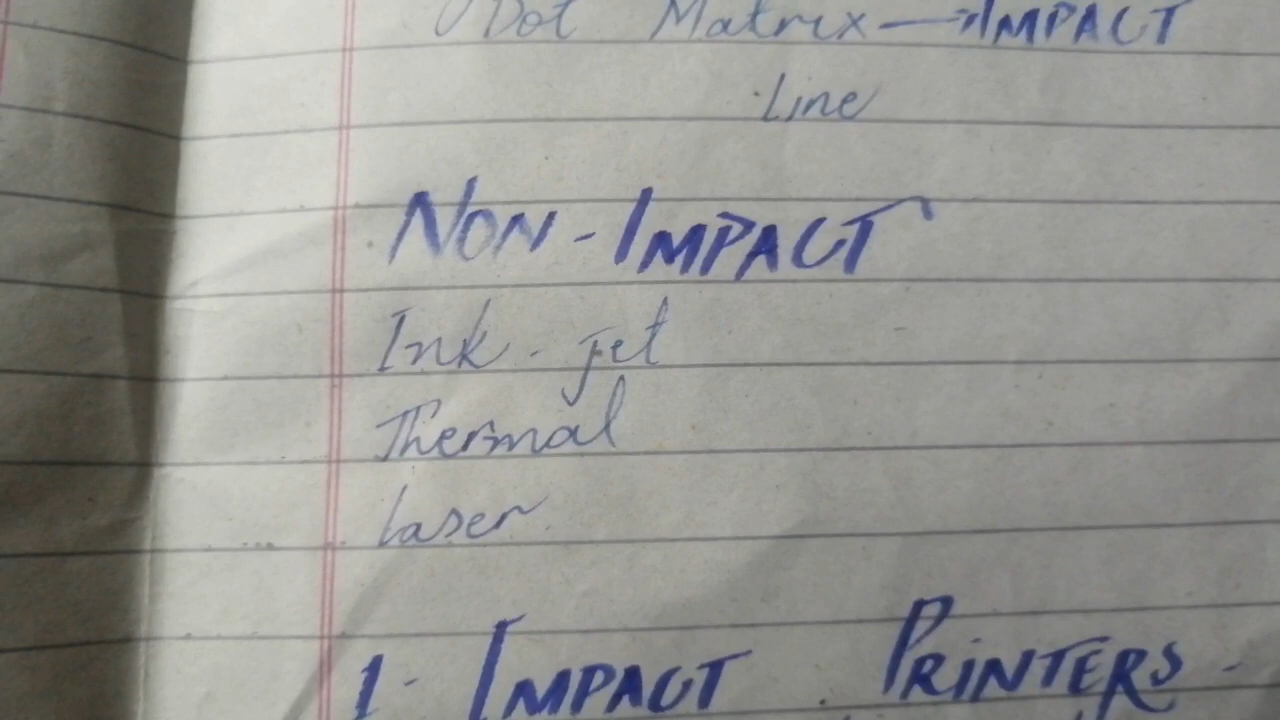 Dot Matrix → IMPACT
Line
NON-IMPACT
Ink-jet
Thermal
Laser
1- IMPACT PRINTERS-